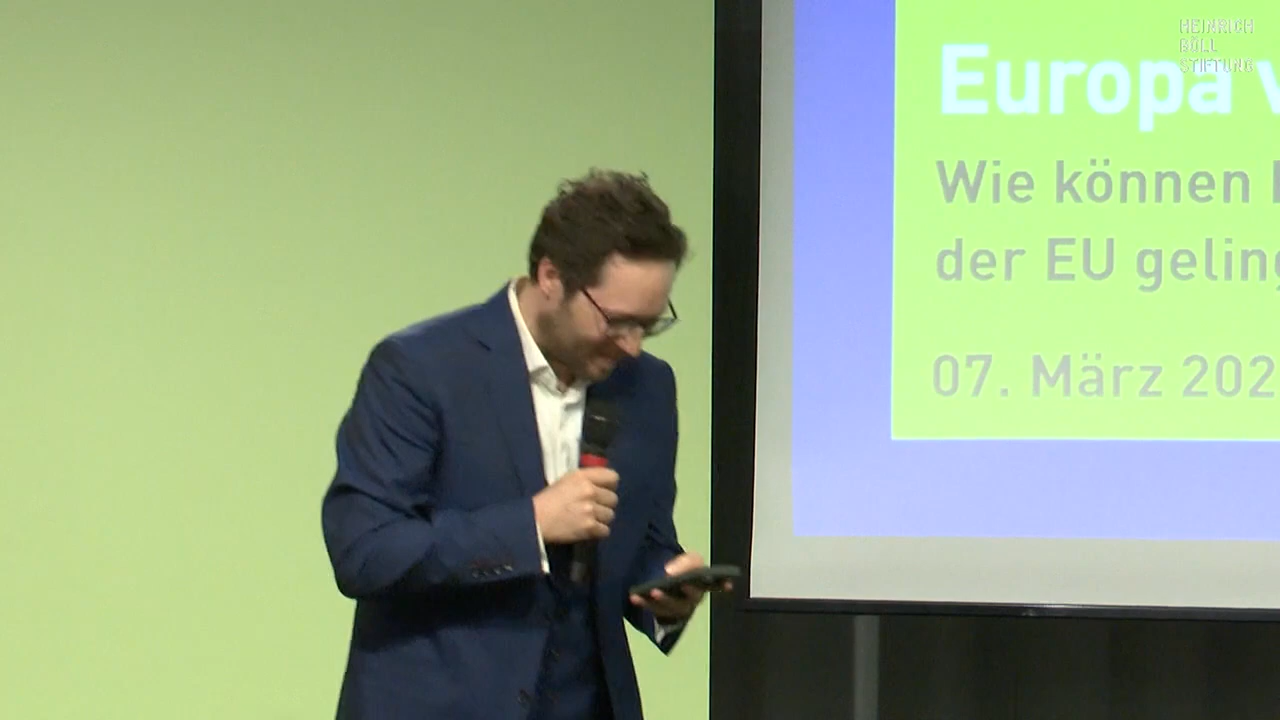 HEINRICH
BÖLL
STIFTUNG
Europa
Wie können
der EU geling
07. März 202